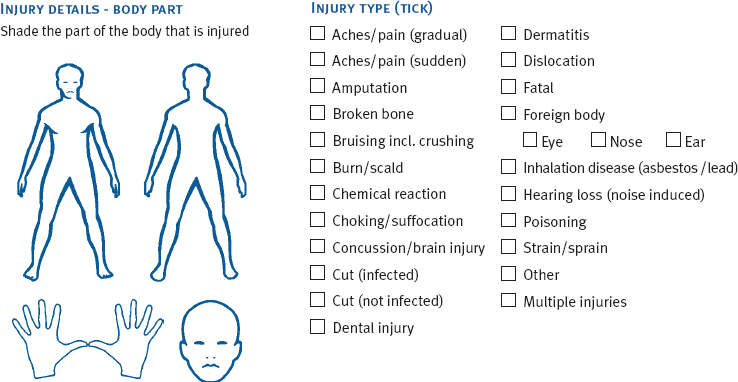 INJURY DETAILS - BODY PART
Shade the part of the body that is injured
INJURY TYPE (TICK)
Aches/pain (gradual)
Aches/pain (sudden)
Amputation
Broken bone
Bruising incl. crushing
Burn/scald
Chemical reaction
Choking/suffocation
Concussion/brain injury
Cut (infected)
Cut (not infected)
Dental injury
Dermatitis
Dislocation
Fatal
Foreign body
Eye Nose Ear
Inhalation disease (asbestos /lead)
Hearing loss (noise induced)
Poisoning
Strain/sprain
Other
Multiple injuries